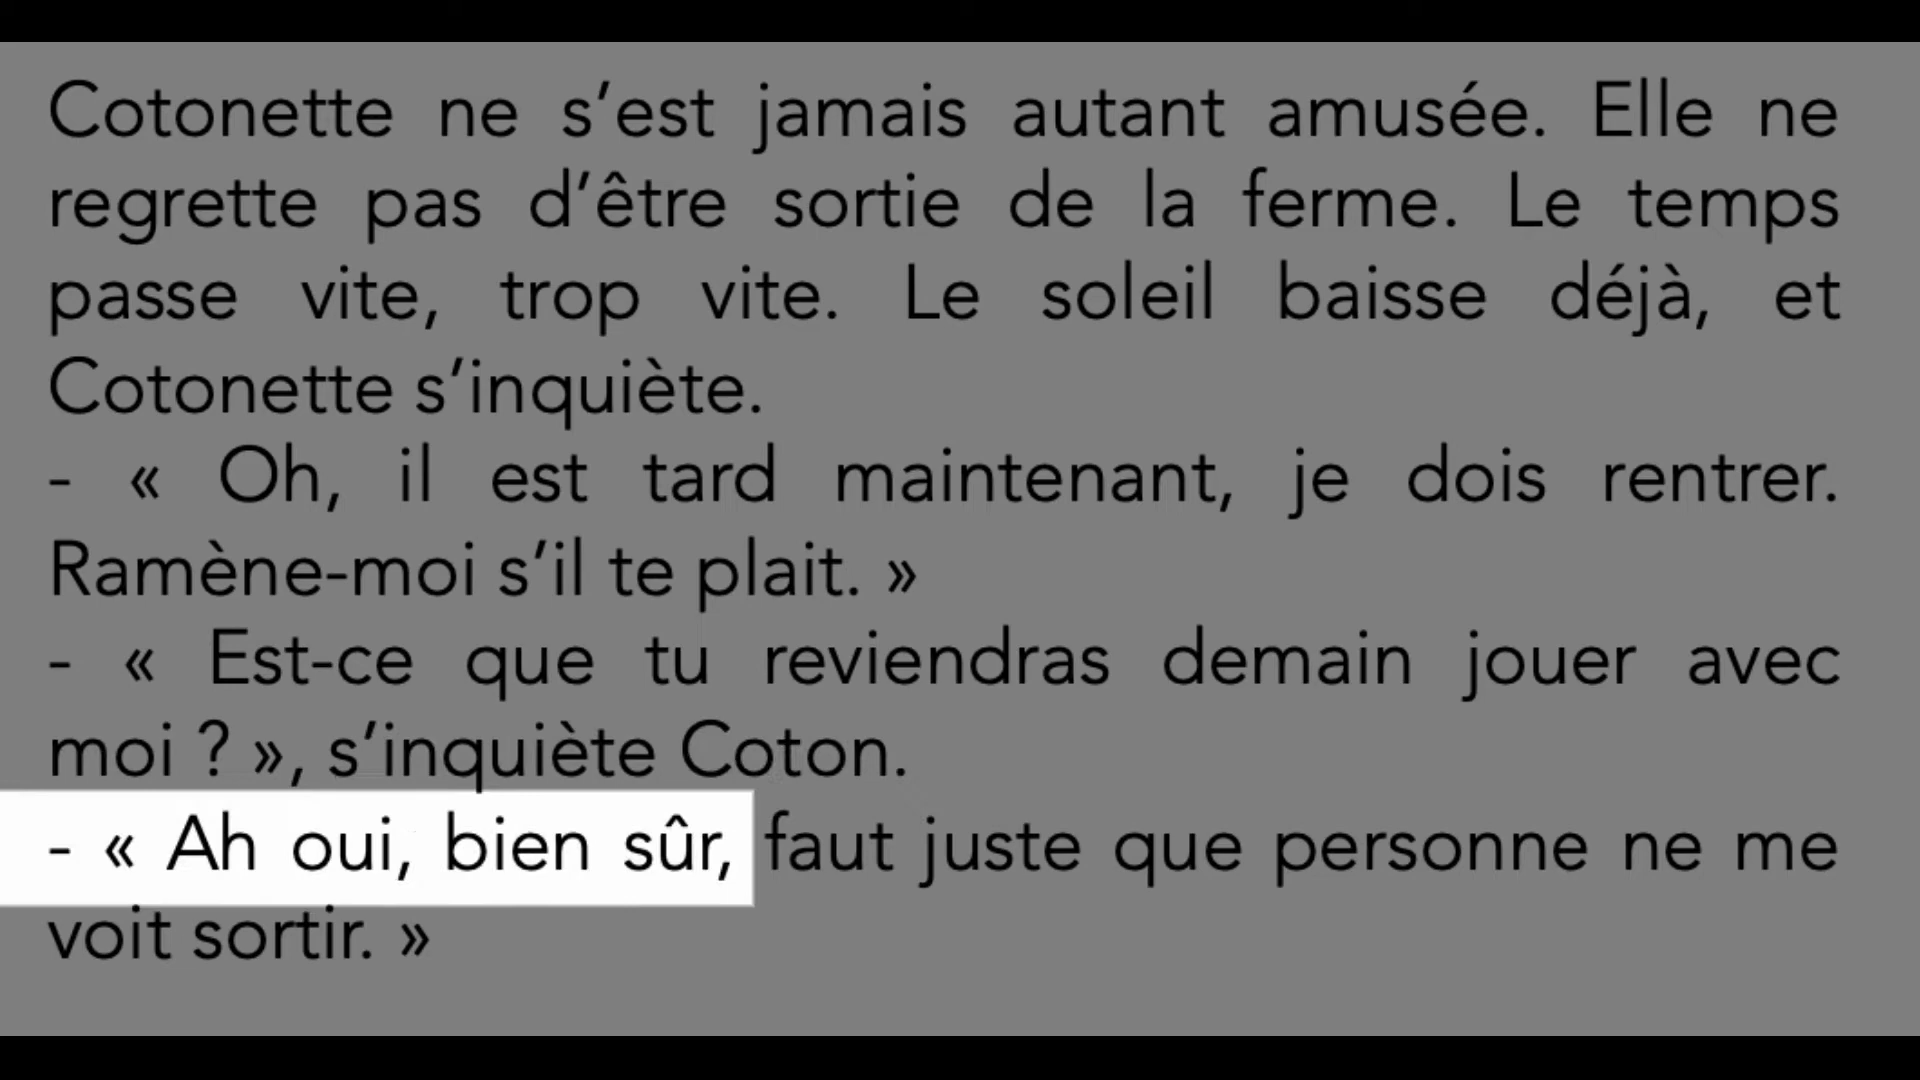 Cotonette ne s’est jamais autant amusée. Elle ne
regrette pas d’être sortie de la ferme. Le temps
passe vite, trop vite. Le soleil baisse déjà, et
Cotonette s’inquiète.
- « Oh, il est tard maintenant, je dois rentrer.
Ramène-moi s’il te plait. »
- « Est-ce que tu reviendras demain jouer avec
moi ? », s’inquiète Coton.
- « Ah oui, bien sûr, faut juste que personne ne me
voit sortir. »